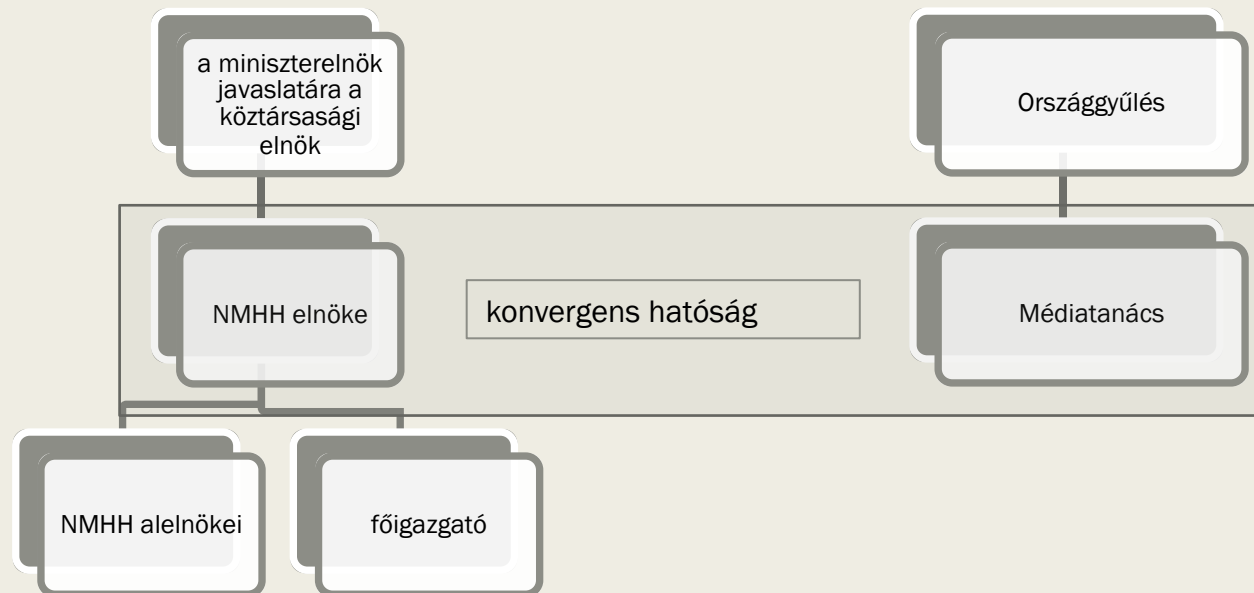 a miniszterelnök
javaslatára a
köztársasági
elnök
Országgyűlés
NMHH elnöke
konvergens hatóság
Médiatanács
NMHH alelnökei
főigazgató